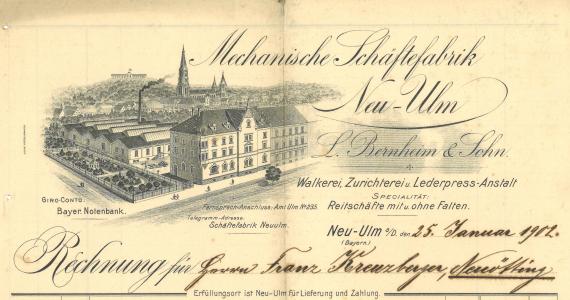 Mechanische Schäftefabrik
Neu-Ulm
L. Bernheim & Sohn.
Walkerei, Zurichterei u. Lederpress-Anstalt
SPECIALITÄT:
Reitschäfte mit u. ohne Falten.
GIRO-CONTO
Bayer. Notenbank.
Fernsprech-Anschluss: Amt Ulm No 235.
Telegramm-Adresse:
Schäftefabrik Neuulm.
Neu-Ulm a/D. den 25. Januar 1902.
(Bayern)
Rechnung für Herrn Franz Kreuzberger, Neuötting
Erfüllungsort ist Neu-Ulm für Lieferung und Zahlung.